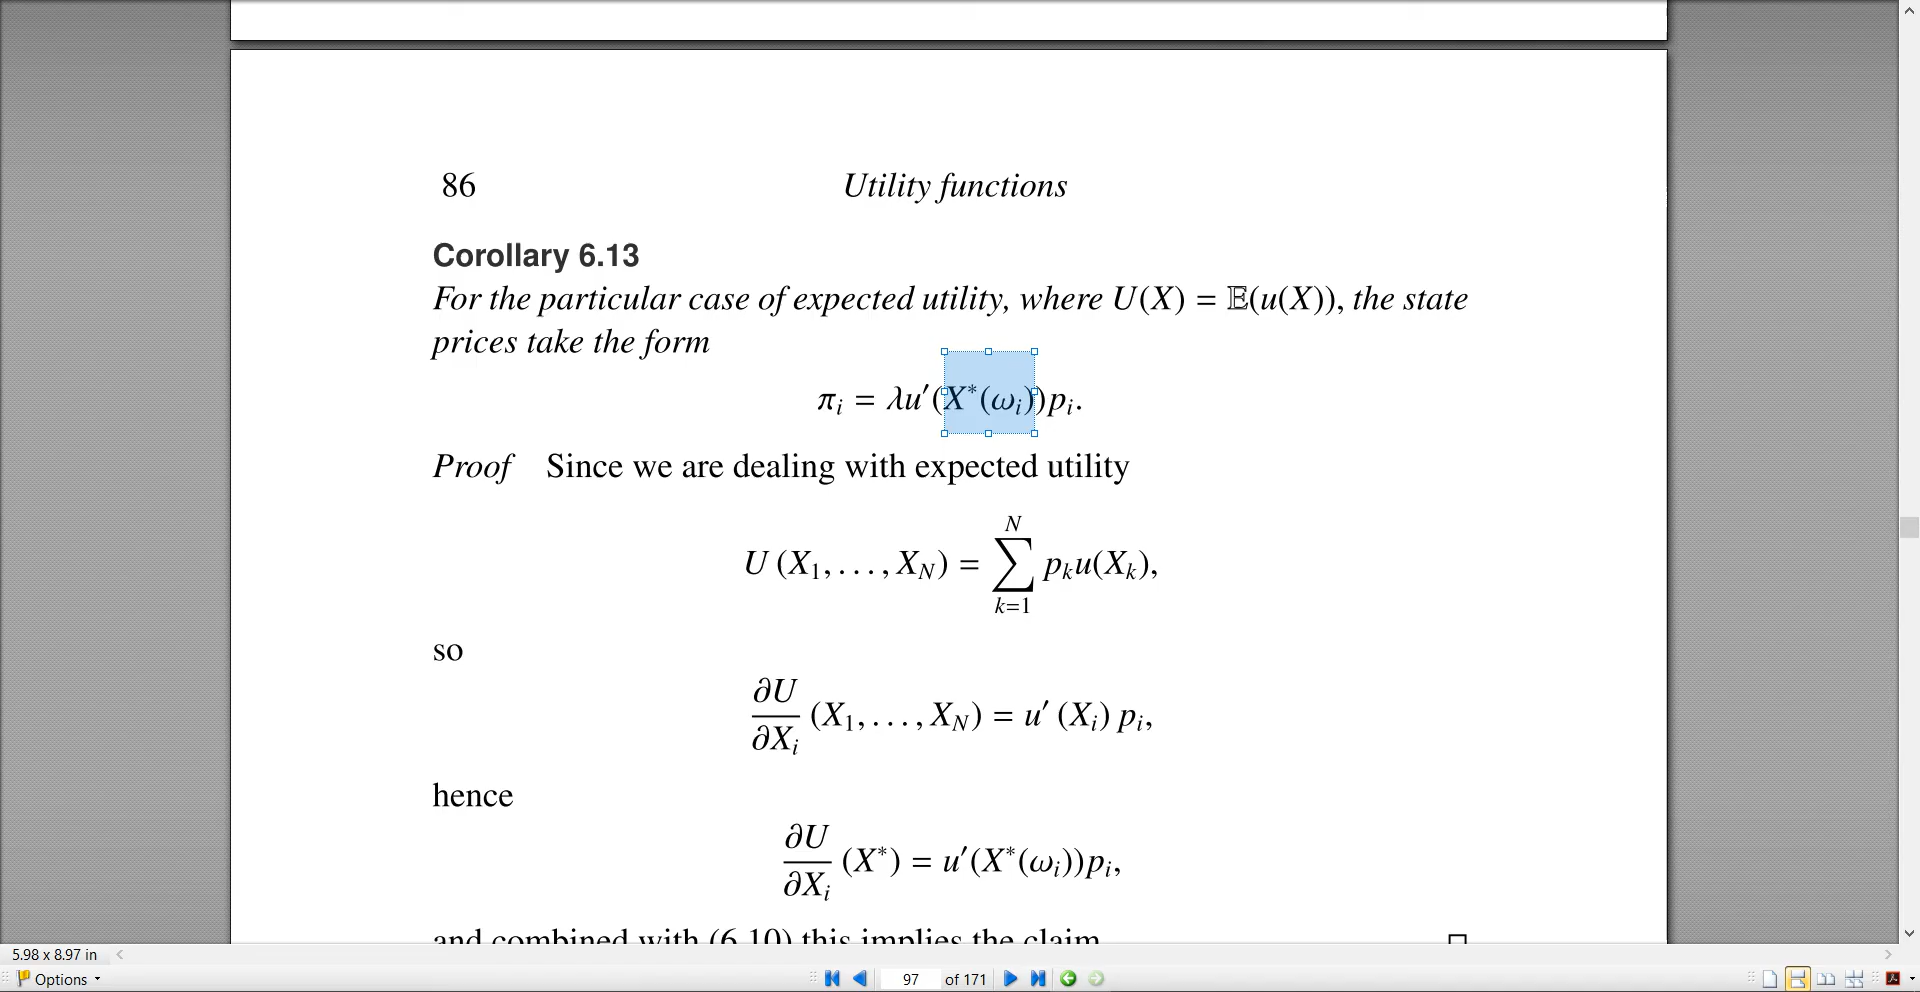 86 Utility functions
Corollary 6.13
For the particular case of expected utility, where U(X) = 𝔼(u(X)), the state
prices take the form
πᵢ = λu′(X*(ωᵢ))pᵢ.
Proof Since we are dealing with expected utility
U (X₁, . . . , X_N) = ∑_{k=1}^{N} pₖu(Xₖ),
so
∂U/∂Xᵢ (X₁, . . . , X_N) = u′ (Xᵢ) pᵢ,
hence
∂U/∂Xᵢ (X*) = u′(X*(ωᵢ))pᵢ,
and combined with (6.10) this implies the claim. □
5.98 x 8.97 in
Options 97 of 171